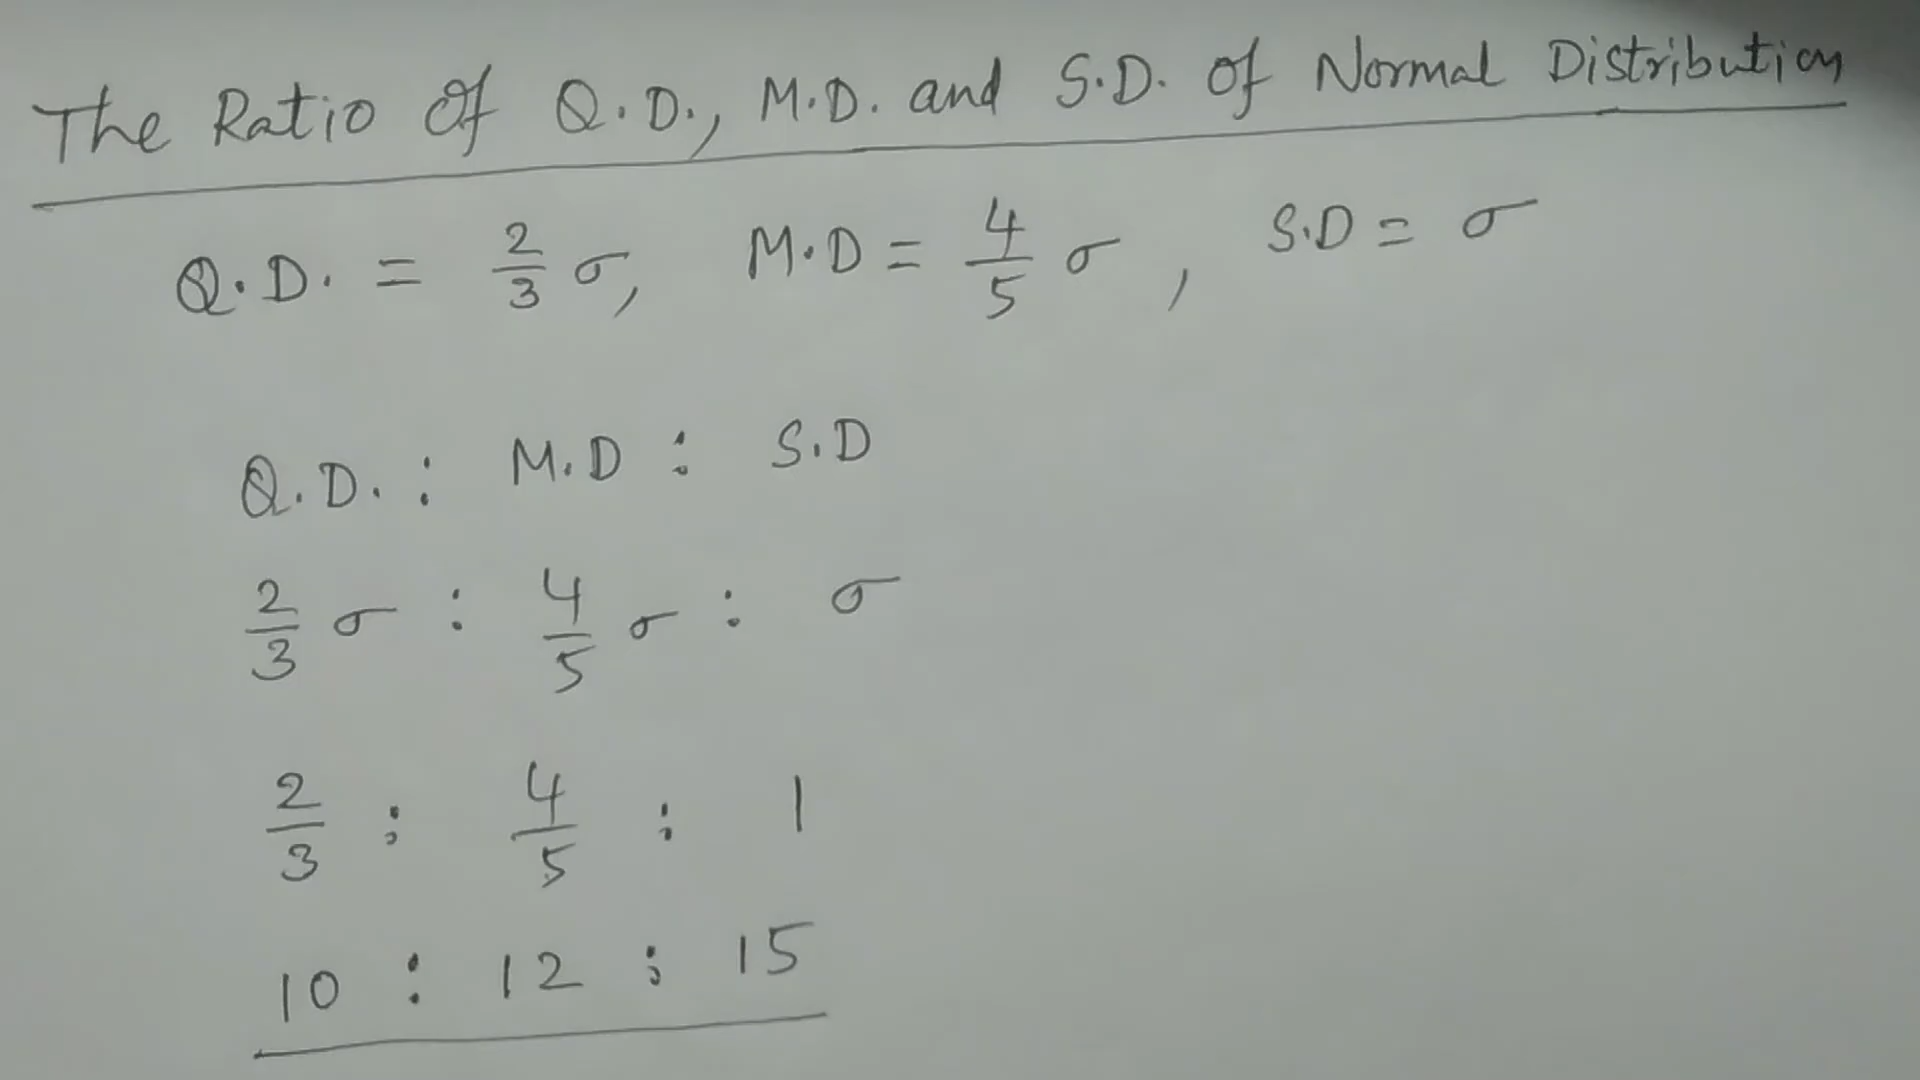 The Ratio Of Q.D., M.D. and S.D. Of Normal Distribution
Q.D. = 2/3 σ, M.D = 4/5 σ, S.D = σ
Q.D. : M.D : S.D
2/3 σ : 4/5 σ : σ
2/3 : 4/5 : 1
10 : 12 : 15